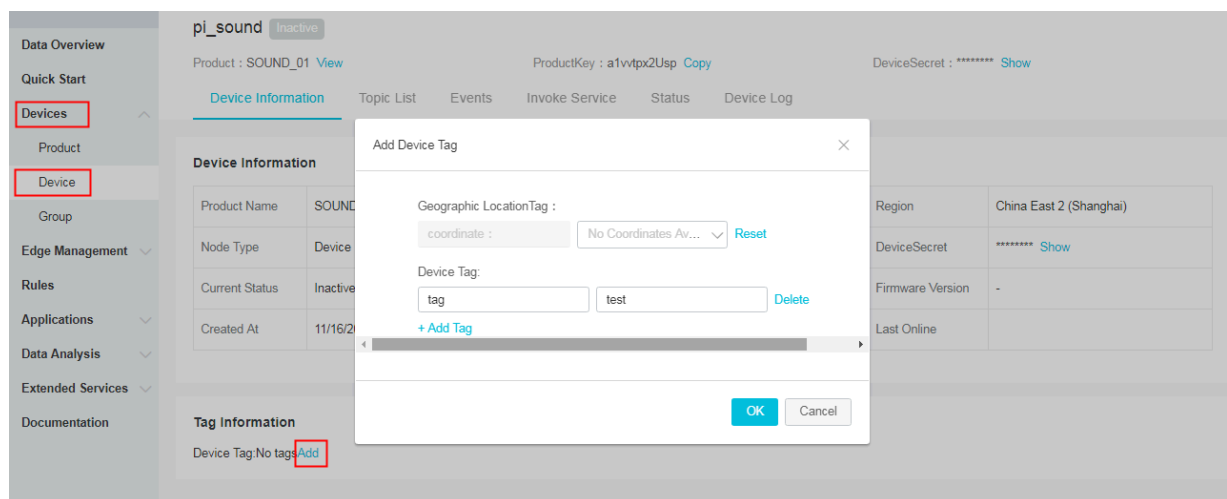 pi_sound Inactive
Data Overview
Product : SOUND_01 View ProductKey : a1vvtpx2Usp Copy DeviceSecret : ******** Show
Quick Start
Device Information Topic List Events Invoke Service Status Device Log
Devices
Product
Device
Group
Edge Management
Rules
Applications
Data Analysis
Extended Services
Documentation
Device Information
Product Name SOUND
Node Type Device
Current Status Inactive
Created At 11/16/20
Region China East 2 (Shanghai)
DeviceSecret ******** Show
Firmware Version -
Last Online
Add Device Tag
Geographic LocationTag :
coordinate : No Coordinates Av... Reset
Device Tag:
tag test Delete
+ Add Tag
OK Cancel
Tag Information
Device Tag:No tagsAdd